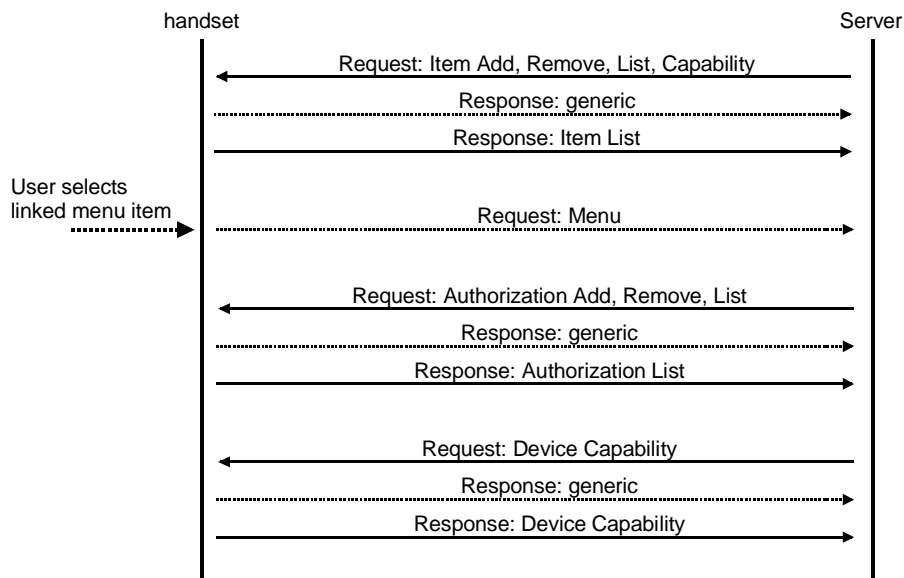 handset
Server
Request: Item Add, Remove, List, Capability
Response: generic
Response: Item List
User selects
linked menu item
Request: Menu
Request: Authorization Add, Remove, List
Response: generic
Response: Authorization List
Request: Device Capability
Response: generic
Response: Device Capability